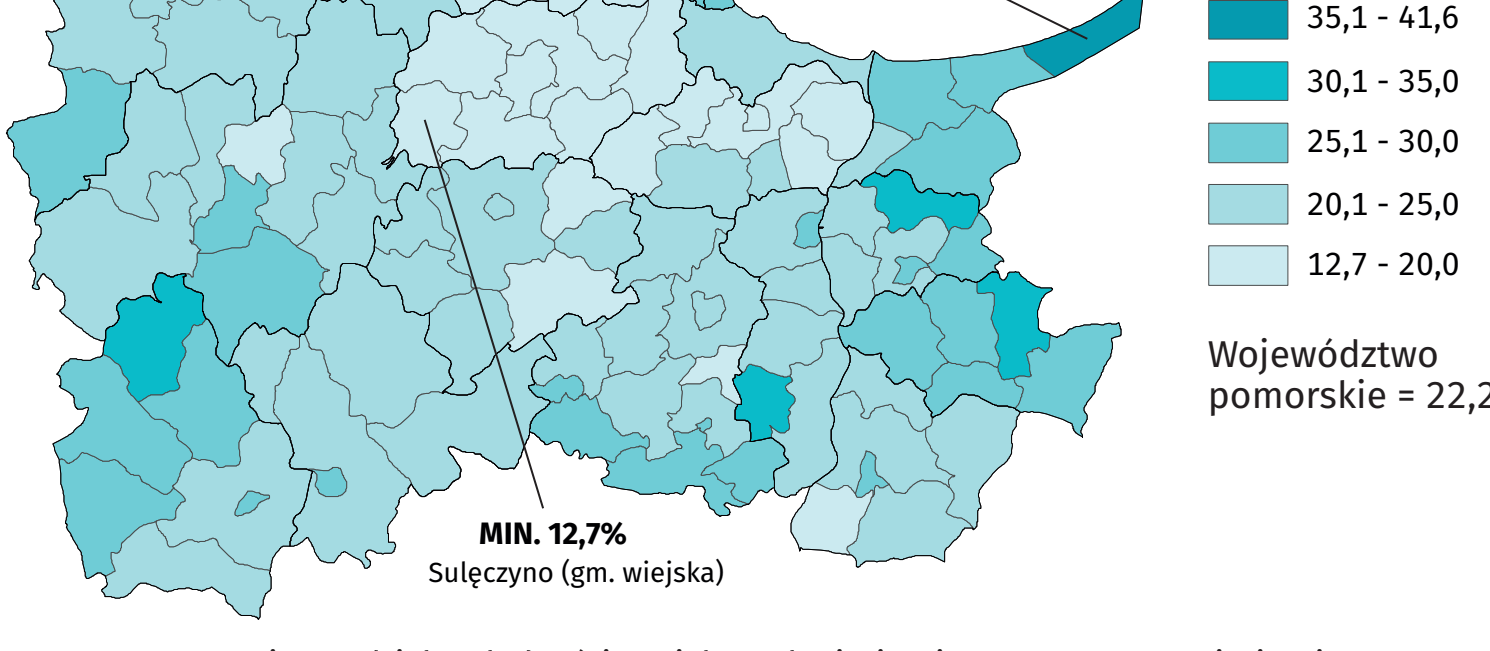 35,1 - 41,6
30,1 - 35,0
25,1 - 30,0
20,1 - 25,0
12,7 - 20,0
Województwo
pomorskie = 22,2
MIN. 12,7%
Sulęczyno (gm. wiejska)